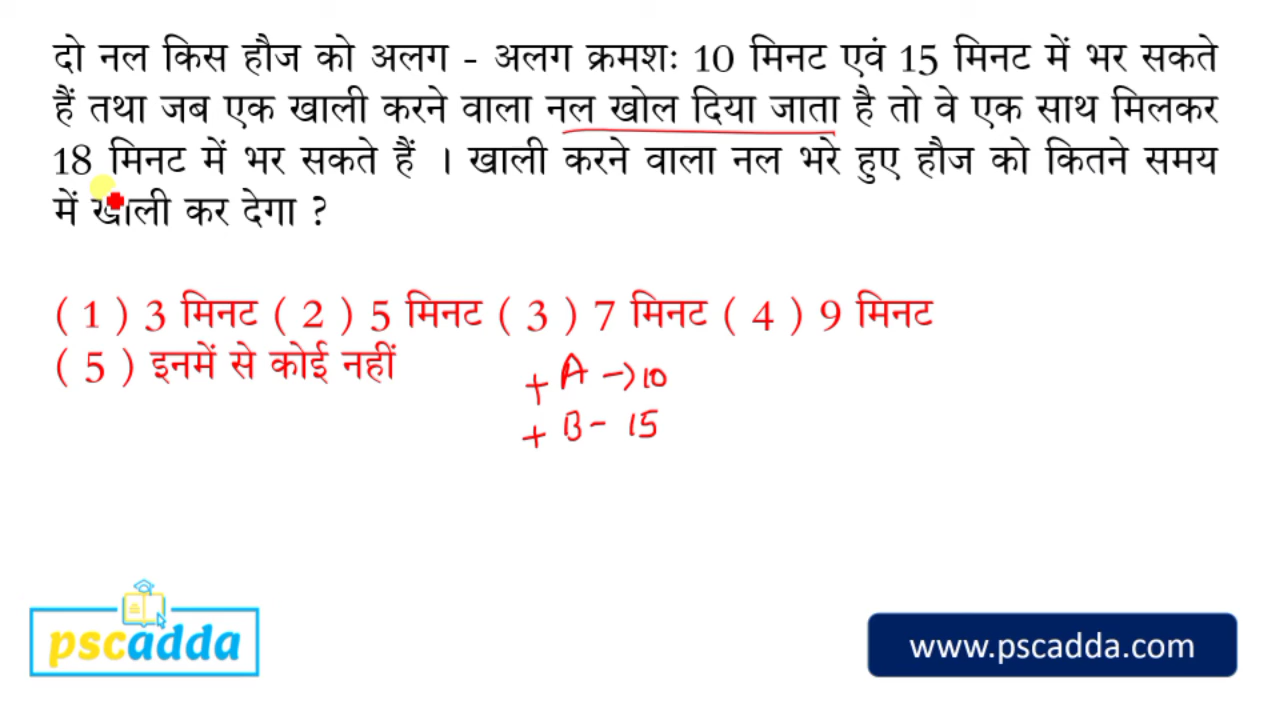 दो नल किस हौज को अलग - अलग क्रमशः 10 मिनट एवं 15 मिनट में भर सकते
हैं तथा जब एक खाली करने वाला नल खोल दिया जाता है तो वे एक साथ मिलकर
18 मिनट में भर सकते हैं । खाली करने वाला नल भरे हुए हौज को कितने समय
में खाली कर देगा ?
( 1 ) 3 मिनट ( 2 ) 5 मिनट ( 3 ) 7 मिनट ( 4 ) 9 मिनट
( 5 ) इनमें से कोई नहीं
+ A → 10
+ B - 15
pscadda
www.pscadda.com